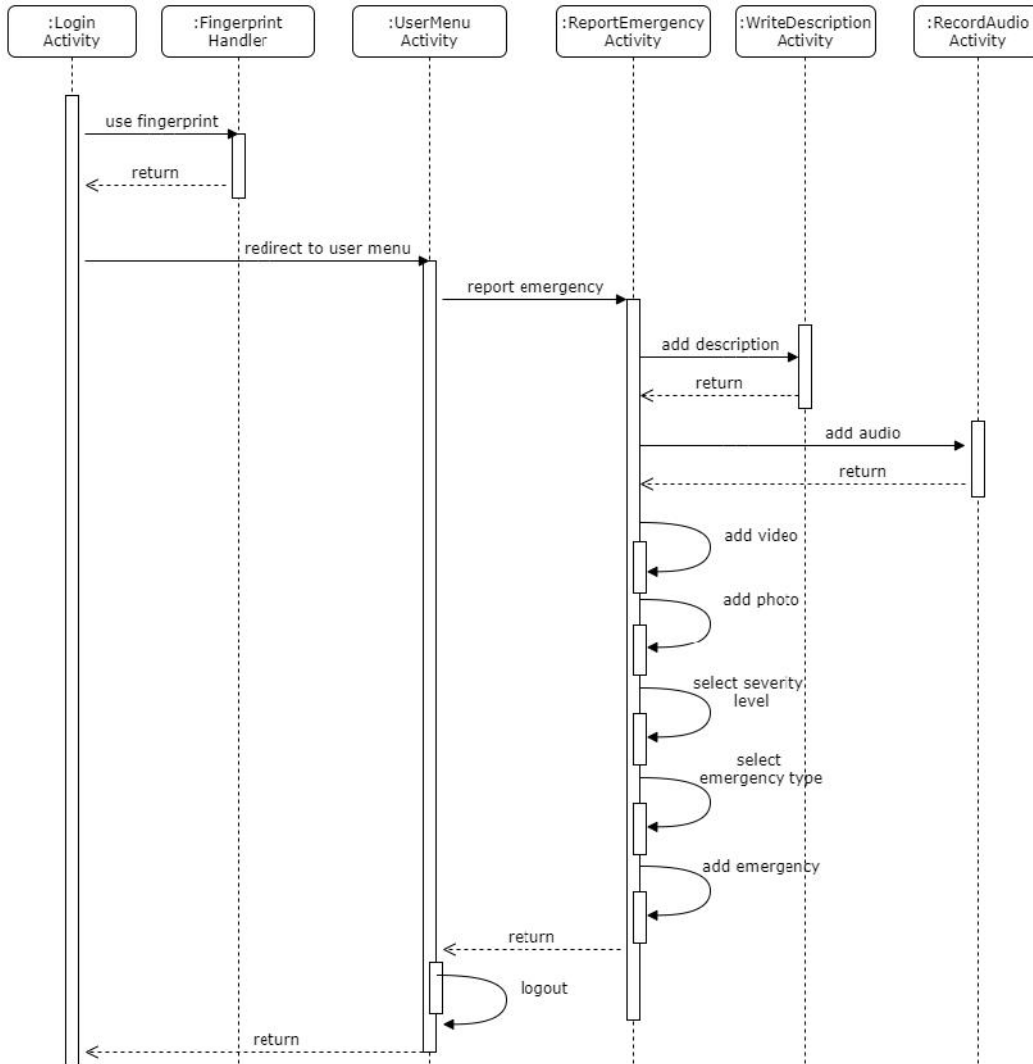 :Login
Activity
:Fingerprint
Handler
:UserMenu
Activity
:ReportEmergency
Activity
:WriteDescription
Activity
:RecordAudio
Activity
use fingerprint
return
redirect to user menu
report emergency
add description
return
add audio
return
add video
add photo
select severity
level
select
emergency type
add emergency
return
logout
return